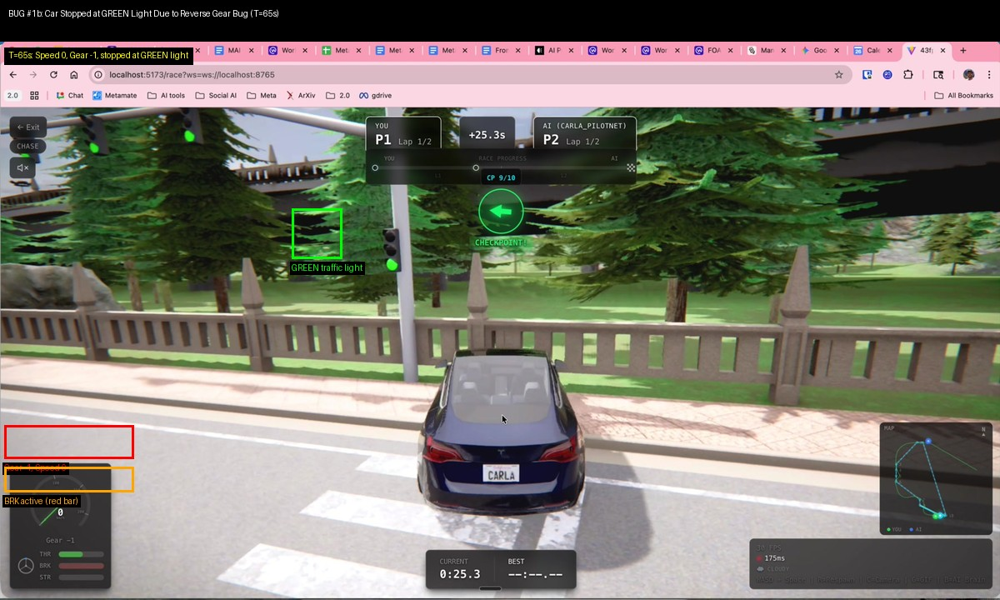 BUG #1b: Car Stopped at GREEN Light Due to Reverse Gear Bug (T=65s)
T=65s: Speed 0, Gear -1, stopped at GREEN light
MAI
Wor
Met
Met
Met
Fror
AI P
Wor
Wor
FOA
Man
Goo
Cale
43f
localhost:5173/race?ws=ws://localhost:8765
2.0
Chat
Metamate
AI tools
Social AI
Meta
ArXiv
2.0
gdrive
All Bookmarks
← Exit
CHASE
YOU
P1 Lap 1/2
+25.3s
AI (CARLA_PILOTNET)
P2 Lap 1/2
YOU
RACE PROGRESS
AI
CP 9/10
CHECKPOINT!
GREEN traffic light
CARLA
Gear -1, Speed 0
BRK active (red bar)
0
Gear -1
THR
BRK
STR
CURRENT
0:25.3
BEST
--:--.--
MAP
N
YOU
AI
175ms
CLOUDY